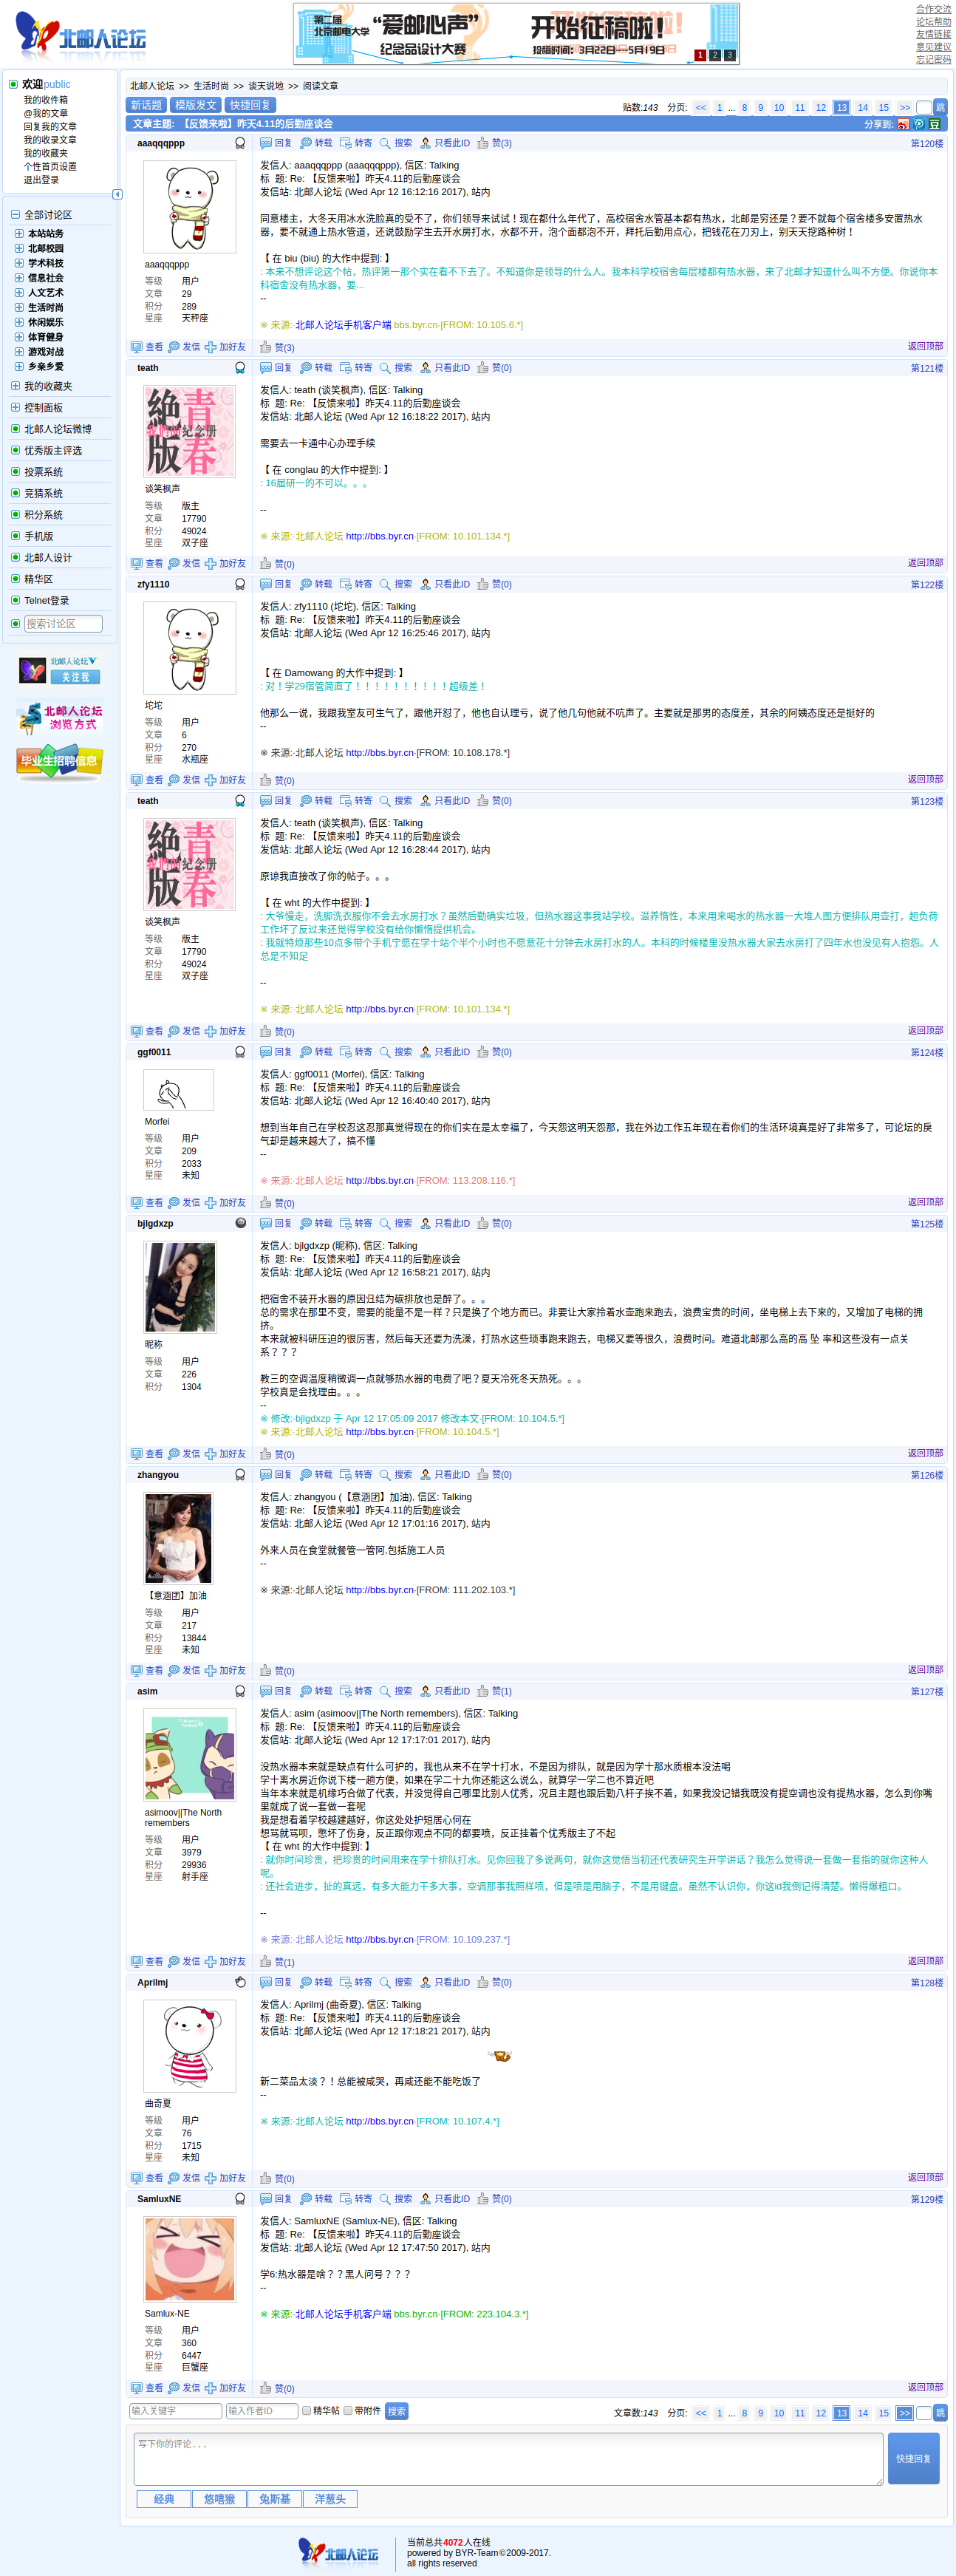 北邮人论坛
第二届
北京邮电大学
“爱邮心声”
纪念品设计大赛
开始征稿啦!
投稿时间：3月22日——5月19日
1 2 3
合作交流
论坛帮助
友情链接
意见建议
忘记密码
欢迎public
我的收件箱
@我的文章
回复我的文章
我的收录文章
我的收藏夹
个性首页设置
退出登录
全部讨论区
本站站务
北邮校园
学术科技
信息社会
人文艺术
生活时尚
休闲娱乐
体育健身
游戏对战
乡亲乡爱
我的收藏夹
控制面板
北邮人论坛微博
优秀版主评选
投票系统
竞猜系统
积分系统
手机版
北邮人设计
精华区
Telnet登录
搜索讨论区
北邮人论坛
关注我
北邮人论坛
浏览方式
毕业生招聘信息
北邮人论坛 >> 生活时尚 >> 谈天说地 >> 阅读文章
新话题 模版发文 快捷回复
贴数:143 分页: << 1 ... 8 9 10 11 12 13 14 15 >> 跳
文章主题: 【反馈来啦】昨天4.11的后勤座谈会
分享到:
aaaqqqppp
回复 转载 转寄 搜索 只看此ID 赞(3)
第120楼
aaaqqqppp
等级 用户
文章 29
积分 289
星座 天秤座
发信人: aaaqqqppp (aaaqqqppp), 信区: Talking
标 题: Re: 【反馈来啦】昨天4.11的后勤座谈会
发信站: 北邮人论坛 (Wed Apr 12 16:12:16 2017), 站内
同意楼主，大冬天用冰水洗脸真的受不了，你们领导来试试！现在都什么年代了，高校宿舍水管基本都有热水，北邮是穷还是？要不就每个宿舍楼多安置热水
器，要不就通上热水管道，还说鼓励学生去开水房打水，水都不开，泡个面都泡不开，拜托后勤用点心，把钱花在刀刃上，别天天挖路种树！
【 在 biu (biu) 的大作中提到: 】
: 本来不想评论这个帖，热评第一那个实在看不下去了。不知道你是领导的什么人。我本科学校宿舍每层楼都有热水器，来了北邮才知道什么叫不方便。你说你本
科宿舍没有热水器，要...
--
※ 来源:·北邮人论坛手机客户端 bbs.byr.cn·[FROM: 10.105.6.*]
查看 发信 加好友 赞(3) 返回顶部
teath
回复 转载 转寄 搜索 只看此ID 赞(0)
第121楼
絕版青春
我們的紀念册
谈笑枫声
等级 版主
文章 17790
积分 49024
星座 双子座
发信人: teath (谈笑枫声), 信区: Talking
标 题: Re: 【反馈来啦】昨天4.11的后勤座谈会
发信站: 北邮人论坛 (Wed Apr 12 16:18:22 2017), 站内
需要去一卡通中心办理手续
【 在 conglau 的大作中提到: 】
: 16届研一的不可以。。。
--
※ 来源:·北邮人论坛 http://bbs.byr.cn·[FROM: 10.101.134.*]
查看 发信 加好友 赞(0) 返回顶部
zfy1110
回复 转载 转寄 搜索 只看此ID 赞(0)
第122楼
坨坨
等级 用户
文章 6
积分 270
星座 水瓶座
发信人: zfy1110 (坨坨), 信区: Talking
标 题: Re: 【反馈来啦】昨天4.11的后勤座谈会
发信站: 北邮人论坛 (Wed Apr 12 16:25:46 2017), 站内
【 在 Damowang 的大作中提到: 】
: 对！学29宿管简直了！！！！！！！！！！超级差！
他那么一说，我跟我室友可生气了，跟他开怼了，他也自认理亏，说了他几句他就不吭声了。主要就是那男的态度差，其余的阿姨态度还是挺好的
--
※ 来源:·北邮人论坛 http://bbs.byr.cn·[FROM: 10.108.178.*]
查看 发信 加好友 赞(0) 返回顶部
teath
回复 转载 转寄 搜索 只看此ID 赞(0)
第123楼
絕版青春
我們的紀念册
谈笑枫声
等级 版主
文章 17790
积分 49024
星座 双子座
发信人: teath (谈笑枫声), 信区: Talking
标 题: Re: 【反馈来啦】昨天4.11的后勤座谈会
发信站: 北邮人论坛 (Wed Apr 12 16:28:44 2017), 站内
原谅我直接改了你的帖子。。。
【 在 wht 的大作中提到: 】
: 大爷慢走，洗脚洗衣服你不会去水房打水？虽然后勤确实垃圾，但热水器这事我站学校。滋养惰性，本来用来喝水的热水器一大堆人图方便排队用壶打，超负荷
工作坏了反过来还觉得学校没有给你懒惰提供机会。
: 我就特烦那些10点多带个手机宁愿在学十站个半个小时也不愿意花十分钟去水房打水的人。本科的时候楼里没热水器大家去水房打了四年水也没见有人抱怨。人
总是不知足
--
※ 来源:·北邮人论坛 http://bbs.byr.cn·[FROM: 10.101.134.*]
查看 发信 加好友 赞(0) 返回顶部
ggf0011
回复 转载 转寄 搜索 只看此ID 赞(0)
第124楼
Morfei
等级 用户
文章 209
积分 2033
星座 未知
发信人: ggf0011 (Morfei), 信区: Talking
标 题: Re: 【反馈来啦】昨天4.11的后勤座谈会
发信站: 北邮人论坛 (Wed Apr 12 16:40:40 2017), 站内
想到当年自己在学校忍这忍那真觉得现在的你们实在是太幸福了，今天怨这明天怨那，我在外边工作五年现在看你们的生活环境真是好了非常多了，可论坛的戾
气却是越来越大了，搞不懂
--
※ 来源:·北邮人论坛 http://bbs.byr.cn·[FROM: 113.208.116.*]
查看 发信 加好友 赞(0) 返回顶部
bjlgdxzp
回复 转载 转寄 搜索 只看此ID 赞(0)
第125楼
昵称
等级 用户
文章 226
积分 1304
发信人: bjlgdxzp (昵称), 信区: Talking
标 题: Re: 【反馈来啦】昨天4.11的后勤座谈会
发信站: 北邮人论坛 (Wed Apr 12 16:58:21 2017), 站内
把宿舍不装开水器的原因归结为碳排放也是醉了。。。
总的需求在那里不变，需要的能量不是一样？只是换了个地方而已。非要让大家拎着水壶跑来跑去，浪费宝贵的时间，坐电梯上去下来的，又增加了电梯的拥
挤。
本来就被科研压迫的很厉害，然后每天还要为洗澡，打热水这些琐事跑来跑去，电梯又要等很久，浪费时间。难道北邮那么高的高 坠 率和这些没有一点关
系？？？
教三的空调温度稍微调一点就够热水器的电费了吧？夏天冷死冬天热死。。。
学校真是会找理由。。。
--
※ 修改:·bjlgdxzp 于 Apr 12 17:05:09 2017 修改本文·[FROM: 10.104.5.*]
※ 来源:·北邮人论坛 http://bbs.byr.cn·[FROM: 10.104.5.*]
查看 发信 加好友 赞(0) 返回顶部
zhangyou
回复 转载 转寄 搜索 只看此ID 赞(0)
第126楼
【意涵团】加油
等级 用户
文章 217
积分 13844
星座 未知
发信人: zhangyou (【意涵团】加油), 信区: Talking
标 题: Re: 【反馈来啦】昨天4.11的后勤座谈会
发信站: 北邮人论坛 (Wed Apr 12 17:01:16 2017), 站内
外来人员在食堂就餐管一管阿,包括施工人员
--
※ 来源:·北邮人论坛 http://bbs.byr.cn·[FROM: 111.202.103.*]
查看 发信 加好友 赞(0) 返回顶部
asim
回复 转载 转寄 搜索 只看此ID 赞(1)
第127楼
asimoov||The North
remembers
等级 用户
文章 3979
积分 29936
星座 射手座
发信人: asim (asimoov||The North remembers), 信区: Talking
标 题: Re: 【反馈来啦】昨天4.11的后勤座谈会
发信站: 北邮人论坛 (Wed Apr 12 17:17:01 2017), 站内
没热水器本来就是缺点有什么可护的，我也从来不在学十打水，不是因为排队，就是因为学十那水质根本没法喝
学十离水房近你说下楼一趟方便，如果在学二十九你还能这么说么，就算学一学二也不算近吧
当年本来就是机缘巧合做了代表，并没觉得自己哪里比别人优秀，况且主题也跟后勤八杆子挨不着，如果我没记错我既没有提空调也没有提热水器，怎么到你嘴
里就成了说一套做一套呢
我是想看着学校越建越好，你这处处护短居心何在
想骂就骂呗，憋坏了伤身，反正跟你观点不同的都要喷，反正挂着个优秀版主了不起
【 在 wht 的大作中提到: 】
: 就你时间珍贵，把珍贵的时间用来在学十排队打水。见你回我了多说两句，就你这觉悟当初还代表研究生开学讲话？我怎么觉得说一套做一套指的就你这种人
呢。
: 还社会进步，扯的真远，有多大能力干多大事，空调那事我照样喷，但是喷是用脑子，不是用键盘。虽然不认识你，你这id我倒记得清楚。懒得爆粗口。
--
※ 来源:·北邮人论坛 http://bbs.byr.cn·[FROM: 10.109.237.*]
查看 发信 加好友 赞(1) 返回顶部
Aprilmj
回复 转载 转寄 搜索 只看此ID 赞(0)
第128楼
曲奇夏
等级 用户
文章 76
积分 1715
星座 未知
发信人: Aprilmj (曲奇夏), 信区: Talking
标 题: Re: 【反馈来啦】昨天4.11的后勤座谈会
发信站: 北邮人论坛 (Wed Apr 12 17:18:21 2017), 站内
新二菜品太淡？！总能被咸哭，再咸还能不能吃饭了
--
※ 来源:·北邮人论坛 http://bbs.byr.cn·[FROM: 10.107.4.*]
查看 发信 加好友 赞(0) 返回顶部
SamluxNE
回复 转载 转寄 搜索 只看此ID 赞(0)
第129楼
Samlux-NE
等级 用户
文章 360
积分 6447
星座 巨蟹座
发信人: SamluxNE (Samlux-NE), 信区: Talking
标 题: Re: 【反馈来啦】昨天4.11的后勤座谈会
发信站: 北邮人论坛 (Wed Apr 12 17:47:50 2017), 站内
学6:热水器是啥？？黑人问号？？？
--
※ 来源:·北邮人论坛手机客户端 bbs.byr.cn·[FROM: 223.104.3.*]
查看 发信 加好友 赞(0) 返回顶部
输入关键字 输入作者ID 精华帖 带附件 搜索
文章数:143 分页: << 1 ... 8 9 10 11 12 13 14 15 >> 跳
写下你的评论...
快捷回复
经典 悠嘻猴 兔斯基 洋葱头
北邮人论坛
当前总共4072人在线
powered by BYR-Team©2009-2017.
all rights reserved